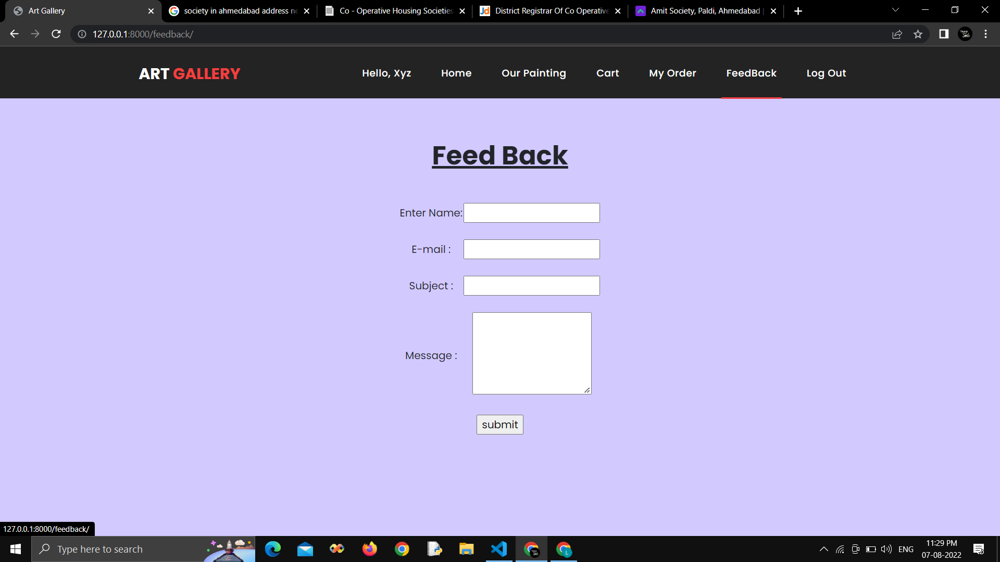 Art Gallery
society in ahmedabad address ne
Co - Operative Housing Societies
Jd District Registrar Of Co Operative
Amit Society, Paldi, Ahmedabad |
127.0.0.1:8000/feedback/
ART GALLERY
Hello, Xyz
Home
Our Painting
Cart
My Order
FeedBack
Log Out
Feed Back
Enter Name:
E-mail :
Subject :
Message :
submit
127.0.0.1:8000/feedback/
Type here to search
L
ENG
11:29 PM
07-08-2022